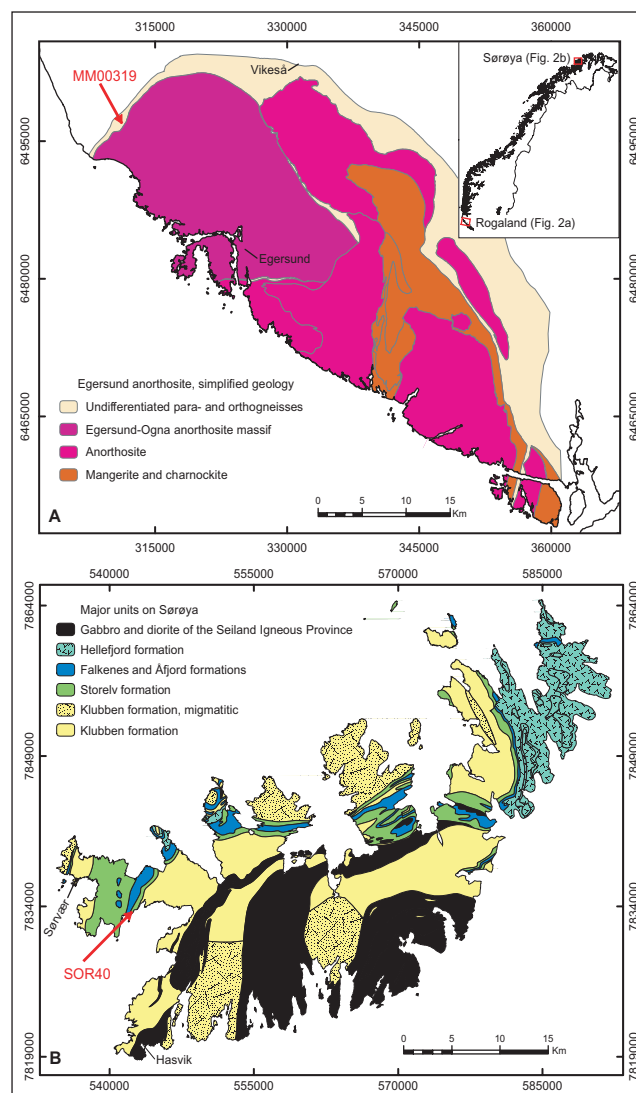 315000 330000 345000 360000
MM00319
Vikeså
Sørøya (Fig. 2b)
6495000
6495000
Rogaland (Fig. 2a)
Egersund
6480000
6480000
Egersund anorthosite, simplified geology
Undifferentiated para- and orthogneisses
Egersund-Ogna anorthosite massif
Anorthosite
Mangerite and charnockite
6465000
6465000
0 5 10 15
Km
A
315000 330000 345000 360000
540000 555000 570000 585000
7864000
7864000
Major units on Sørøya
Gabbro and diorite of the Seiland Igneous Province
Hellefjord formation
Falkenes and Åfjord formations
Storelv formation
Klubben formation, migmatitic
Klubben formation
7849000
7849000
Sørvær
7834000
7834000
SOR40
0 5 10 15
Km
Hasvik
B
7819000
7819000
540000 555000 570000 585000